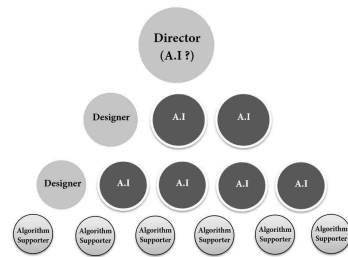 Director
(A.I ?)
Designer
A.I
A.I
Designer
A.I
A.I
A.I
A.I
Algorithm
Supporter
Algorithm
Supporter
Algorithm
Supporter
Algorithm
Supporter
Algorithm
Supporter
Algorithm
Supporter